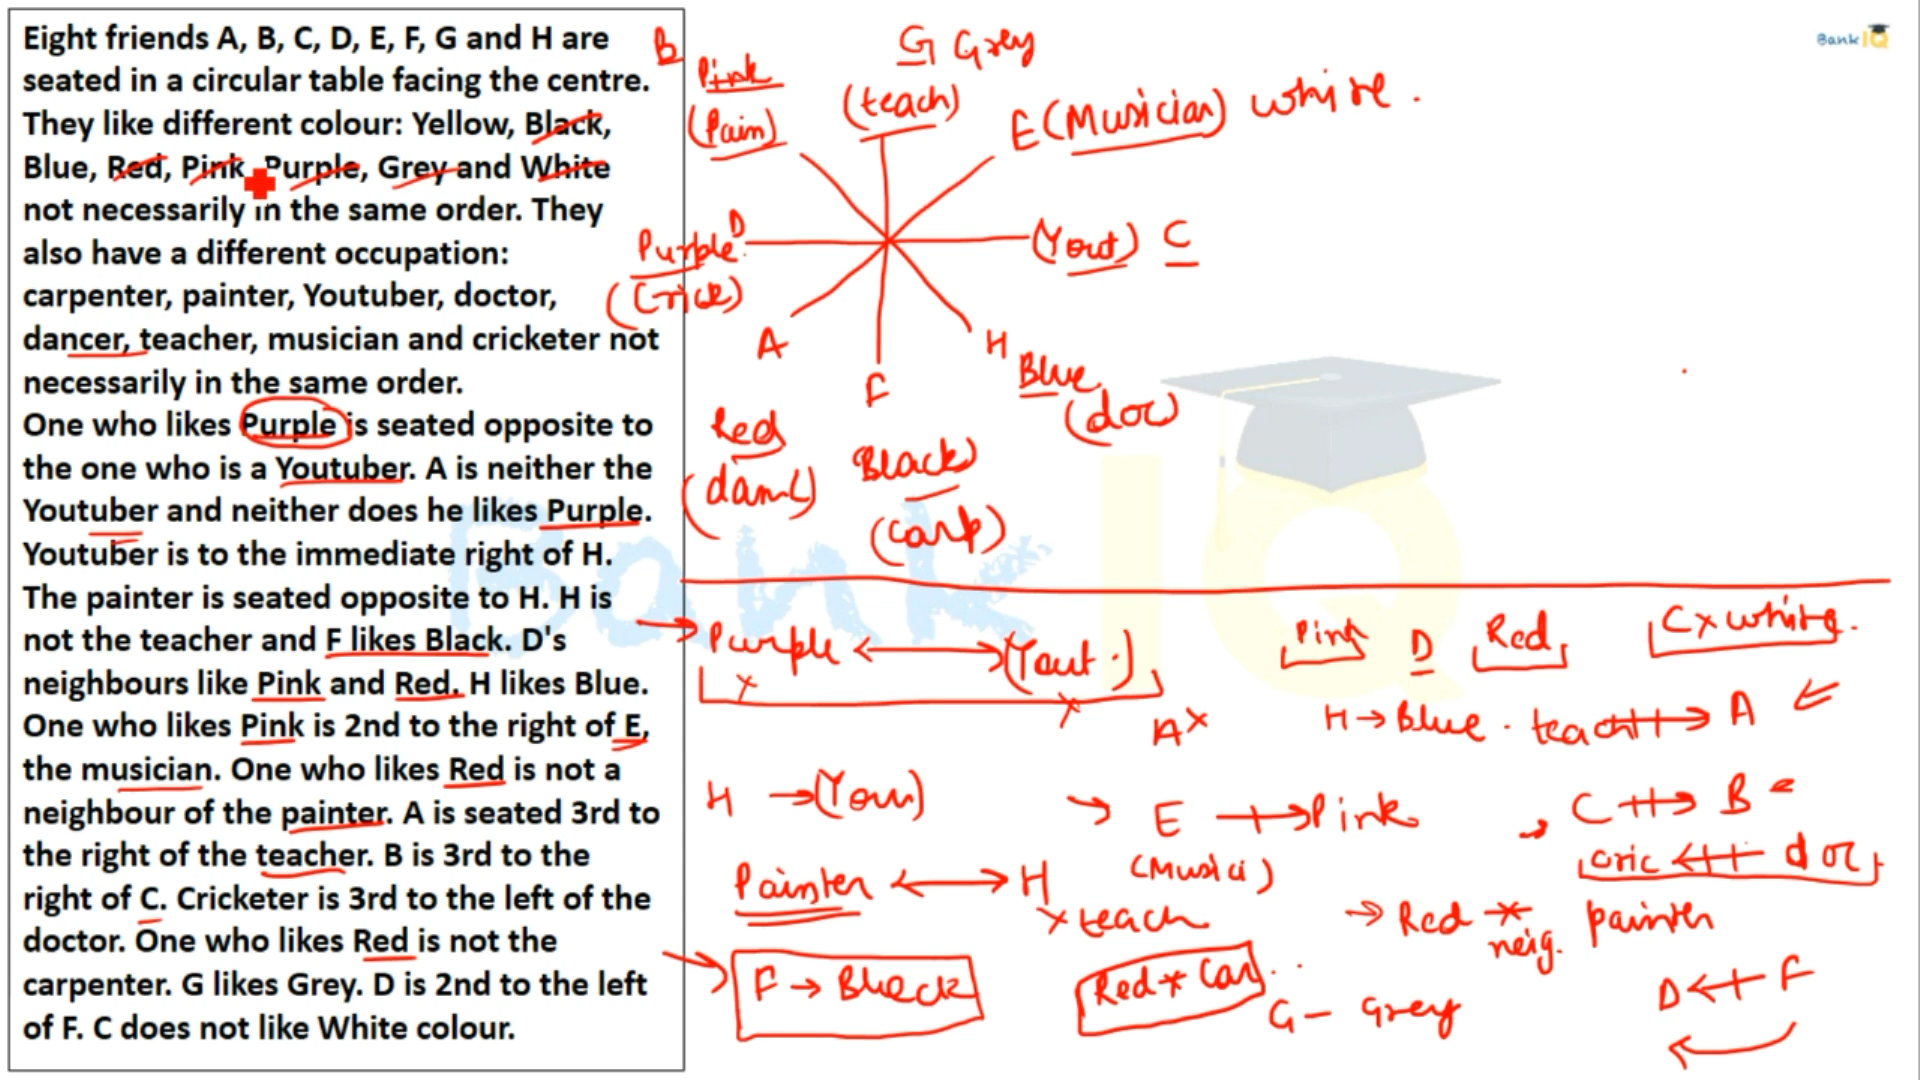 Eight friends A, B, C, D, E, F, G and H are
seated in a circular table facing the centre.
They like different colour: Yellow, Black,
Blue, Red, Pink, Purple, Grey and White
not necessarily in the same order. They
also have a different occupation:
carpenter, painter, Youtuber, doctor,
dancer, teacher, musician and cricketer not
necessarily in the same order.
One who likes Purple is seated opposite to
the one who is a Youtuber. A is neither the
Youtuber and neither does he likes Purple.
Youtuber is to the immediate right of H.
The painter is seated opposite to H. H is
not the teacher and F likes Black. D's
neighbours like Pink and Red. H likes Blue.
One who likes Pink is 2nd to the right of E,
the musician. One who likes Red is not a
neighbour of the painter. A is seated 3rd to
the right of the teacher. B is 3rd to the
right of C. Cricketer is 3rd to the left of the
doctor. One who likes Red is not the
carpenter. G likes Grey. D is 2nd to the left
of F. C does not like White colour.
Bank IQ
B
Pink
(Pain)
G Grey
(teach)
E (Musician) white.
Purple D
(Crick)
(Yout) C
A
Red
F
Black
(carp)
H
Blue
(doc)
Bank IQ
Purple ↔ (Yout.)
A ×
Pink D Red
C × white.
H → Blue. teach → A
H → (You)
E → Pink
(Musici)
C → B
cric ← doc
Painter ↔ H
× teach
→ Red × neig. painter
F → Black
Red × Car..
G – Grey
D ← F